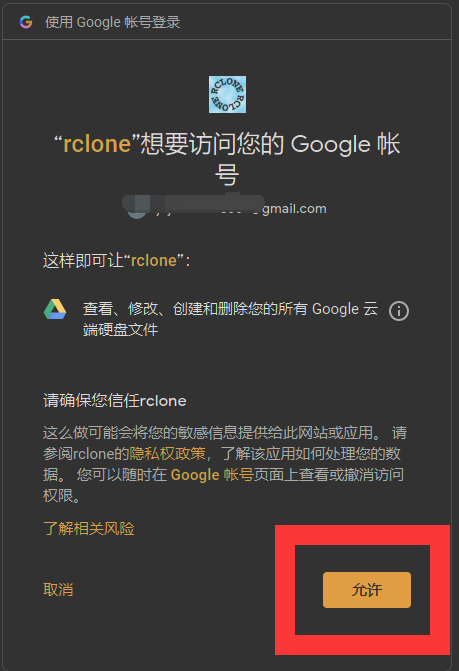 使用 Google 帐号登录
RCLONE RCLONE
“rclone”想要访问您的 Google 帐
号
@gmail.com
这样即可让“rclone”：
查看、修改、创建和删除您的所有 Google 云
端硬盘文件
请确保您信任rclone
这么做可能会将您的敏感信息提供给此网站或应用。 请
参阅rclone的隐私权政策，了解该应用如何处理您的数
据。 您可以随时在 Google 帐号页面上查看或撤消访问
权限。
了解相关风险
取消
允许